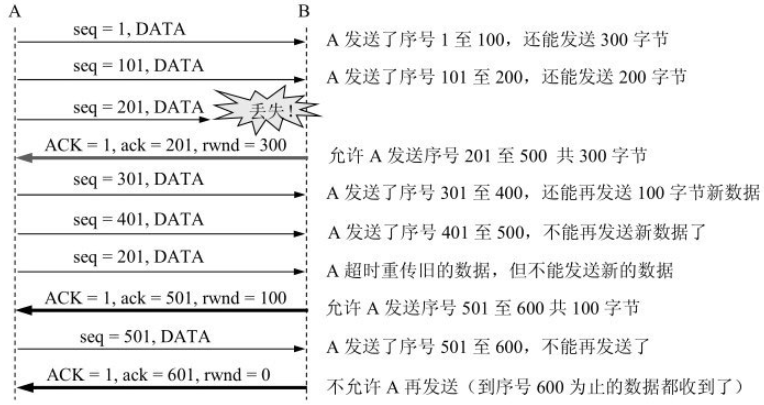 A B
seq = 1, DATA A 发送了序号 1 至 100，还能发送 300 字节
seq = 101, DATA A 发送了序号 101 至 200，还能发送 200 字节
seq = 201, DATA 丢失！
ACK = 1, ack = 201, rwnd = 300 允许 A 发送序号 201 至 500 共 300 字节
seq = 301, DATA A 发送了序号 301 至 400，还能再发送 100 字节新数据
seq = 401, DATA A 发送了序号 401 至 500，不能再发送新数据了
seq = 201, DATA A 超时重传旧的数据，但不能发送新的数据
ACK = 1, ack = 501, rwnd = 100 允许 A 发送序号 501 至 600 共 100 字节
seq = 501, DATA A 发送了序号 501 至 600，不能再发送了
ACK = 1, ack = 601, rwnd = 0 不允许 A 再发送（到序号 600 为止的数据都收到了）